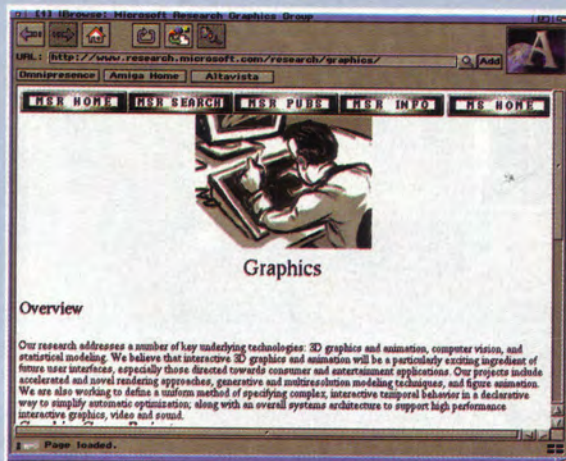 [1] IBrowse: Microsoft Research Graphics Group
URL: http://www.research.microsoft.com/research/graphics/ Add
Omnipresence Amiga Home Altavista
MSR HOME MSR SEARCH MSR PUBS MSR INFO MS HOME
Graphics
Overview
Our research addresses a number of key underlying technologies: 3D graphics and animation, computer vision, and
statistical modeling. We believe that interactive 3D graphics and animation will be a particularly exciting ingredient of
future user interfaces, especially those directed towards consumer and entertainment applications. Our projects include
accelerated and novel rendering approaches, generative and multiresolution modeling techniques, and figure animation.
We are also working to define a uniform method of specifying complex, interactive temporal behavior in a declarative
way to simplify automatic optimization; along with an overall systems architecture to support high performance
interactive graphics, video and sound.
Page loaded.